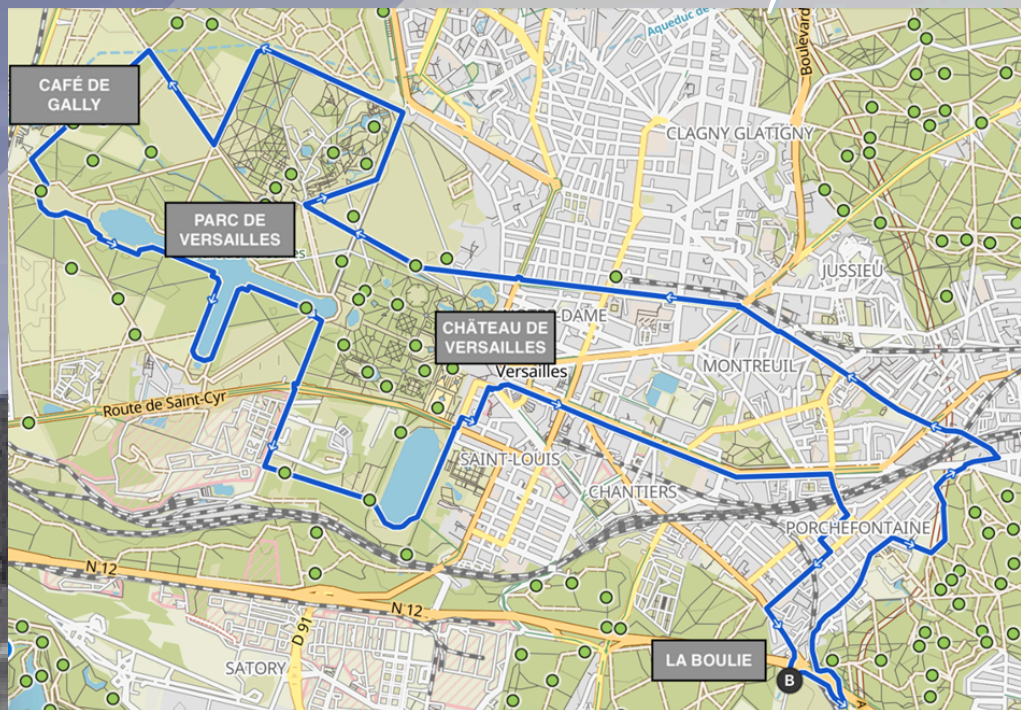 Aqueduc de
Boulevard
CAFÉ DE
GALLY
CLAGNY GLATIGNY
PARC DE
VERSAILLES
JUSSIEU
CHÂTEAU DE
VERSAILLES
DAME
MONTREUIL
Versailles
Route de Saint-Cyr
SAINT-LOUIS
CHANTIERS
PORCHEFONTAINE
N 12
N 12
D 91
SATORY
LA BOULIE
B
A